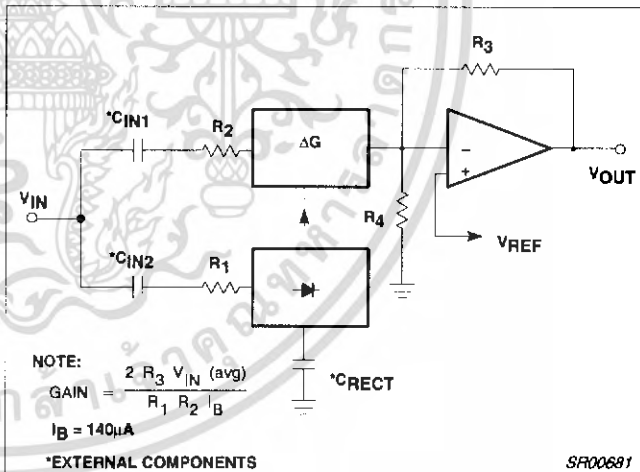 R3
*CIN1
R2
ΔG
−
+
VOUT
VIN
R4
VREF
*CIN2
R1
*CRECT
NOTE:
GAIN = 2 R3 VIN (avg) / R1 R2 IB
IB = 140µA
*EXTERNAL COMPONENTS
SR00681